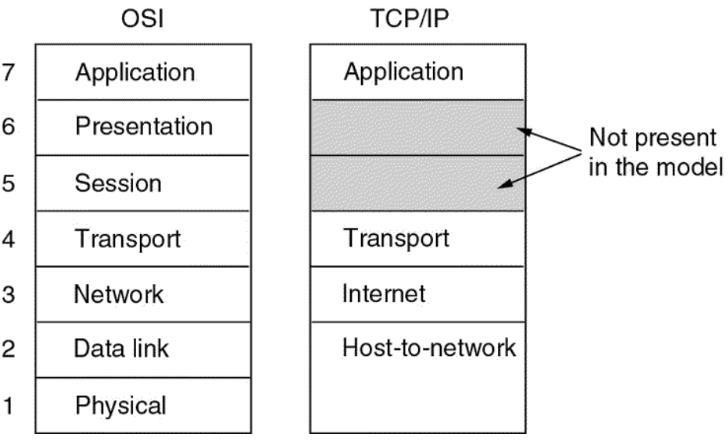 OSI TCP/IP
7 Application Application
6 Presentation
5 Session
Not present
in the model
4 Transport Transport
3 Network Internet
2 Data link Host-to-network
1 Physical